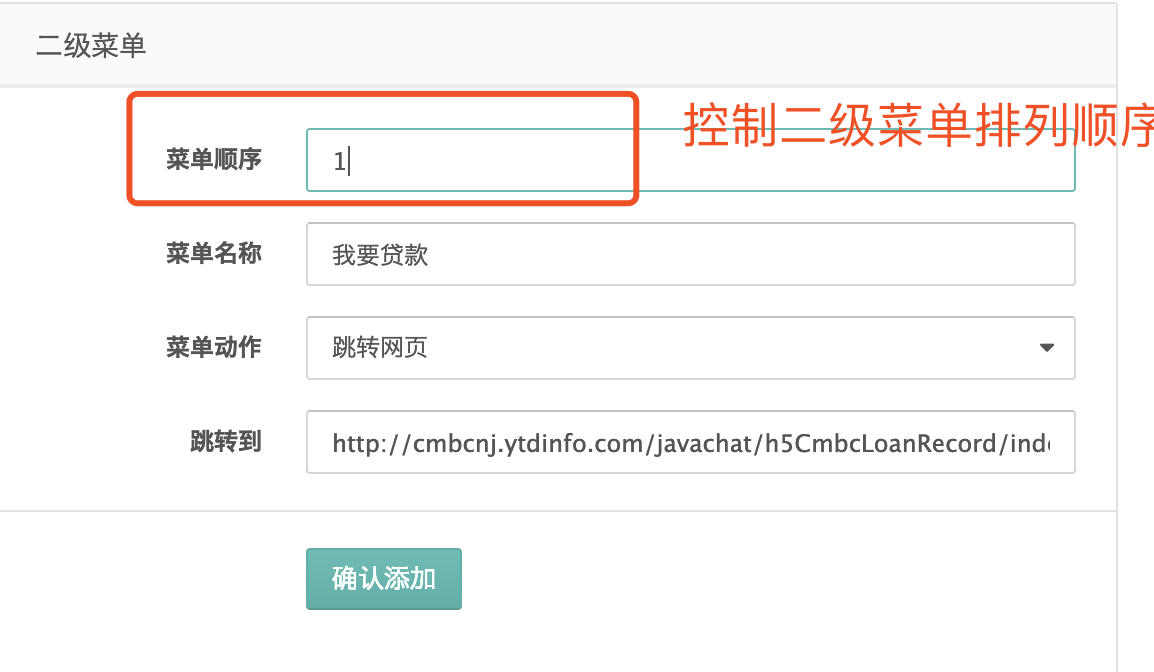 二级菜单
控制二级菜单排列顺序
菜单顺序 1
菜单名称 我要贷款
菜单动作 跳转网页
跳转到 http://cmbcnj.ytdinfo.com/javachat/h5CmbcLoanRecord/ind
确认添加